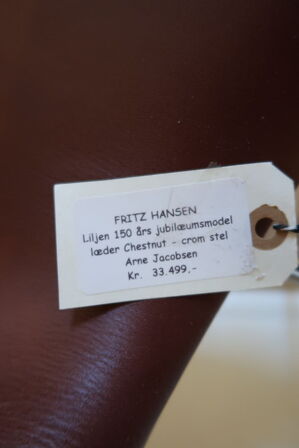 FRITZ HANSEN
Liljen 150 års jubilæumsmodel
læder Chestnut - crom stel
Arne Jacobsen
Kr. 33.499,-